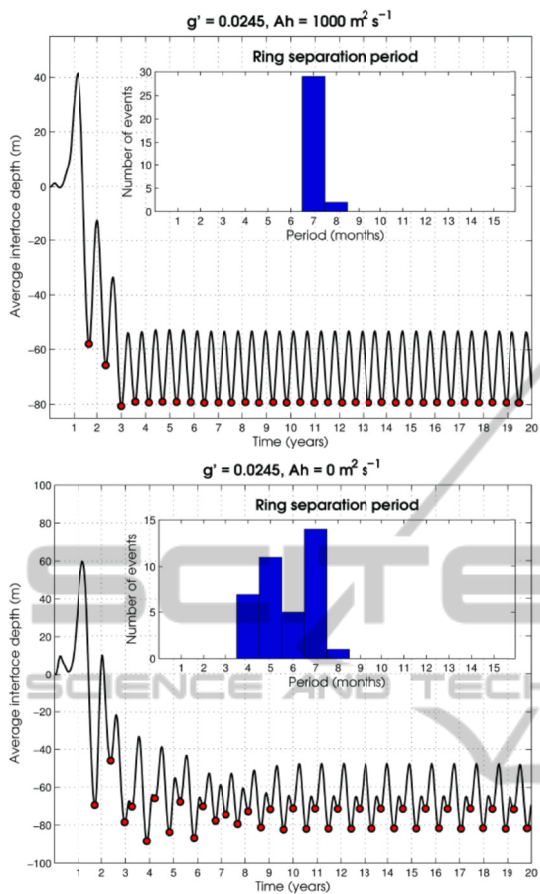 g' = 0.0245, Ah = 1000 m² s⁻¹
Ring separation period
Number of events
30
25
20
15
10
5
0
1 2 3 4 5 6 7 8 9 10 11 12 13 14 15
Period (months)
Average interface depth (m)
40
20
0
−20
−40
−60
−80
1 2 3 4 5 6 7 8 9 10 11 12 13 14 15 16 17 18 19 20
Time (years)
g' = 0.0245, Ah = 0 m² s⁻¹
Ring separation period
Number of events
15
10
5
0
1 2 3 4 5 6 7 8 9 10 11 12 13 14 15
Period (months)
Average interface depth (m)
100
80
60
40
20
0
−20
−40
−60
−80
−100
1 2 3 4 5 6 7 8 9 10 11 12 13 14 15 16 17 18 19 20
Time (years)
SCITE
SCIENCE AND TECH